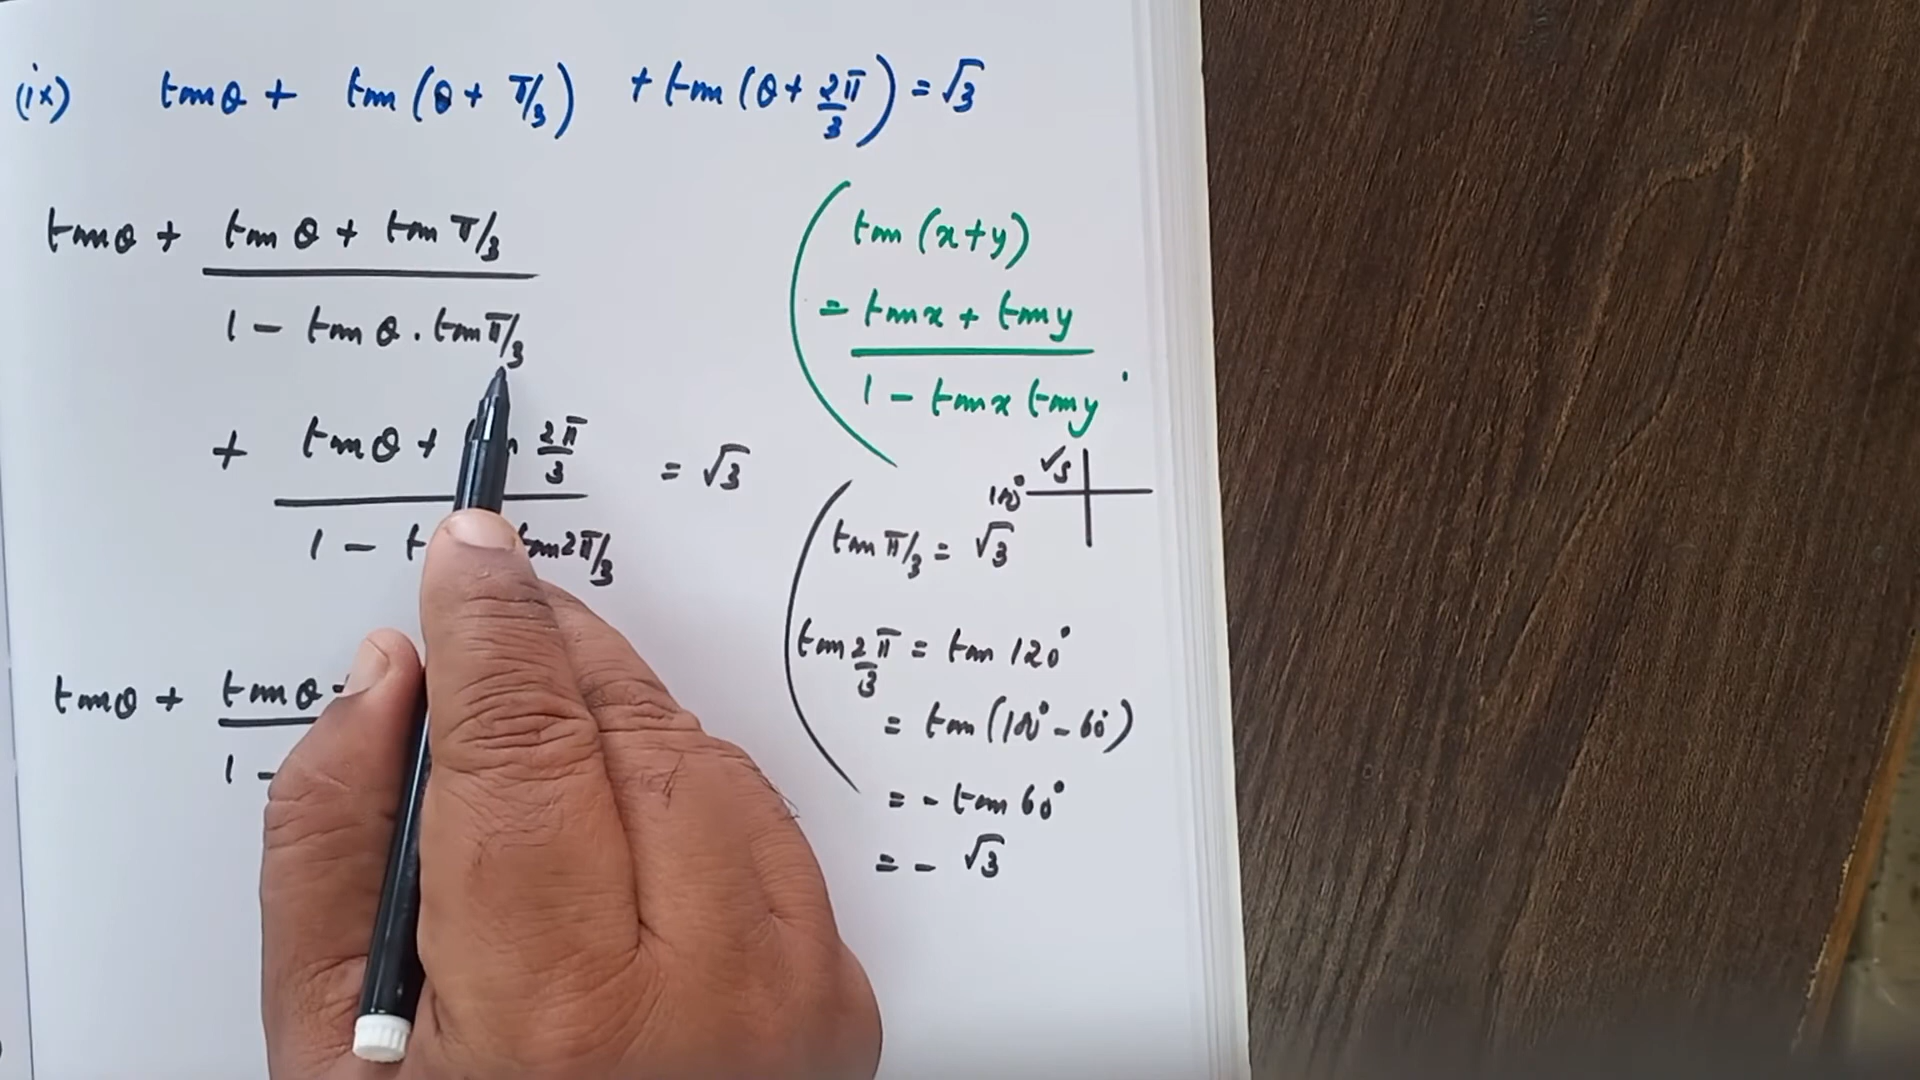 (ix) tanθ + tan(θ + π/3) + tan(θ + 2π/3) = √3
tanθ + (tanθ + tan π/3)/(1 - tanθ . tan π/3)
+ (tanθ + 2π/3)/(1 - tan2π/3) = √3
tanθ + tanθ
1 -
tan(x+y)
= (tanx + tany)/(1 - tanx tany)
√s
180°
tan π/3 = √3
tan 2π/3 = tan 120°
= tan(180° - 60°)
= - tan 60°
= - √3